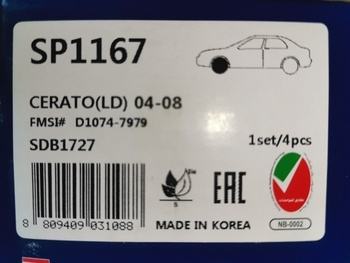 SP1167
CERATO(LD) 04-08
FMSI# D1074-7979
SDB1727
1set/4pcs
S
EAC
8 809409 031088
MADE IN KOREA
NB-0002